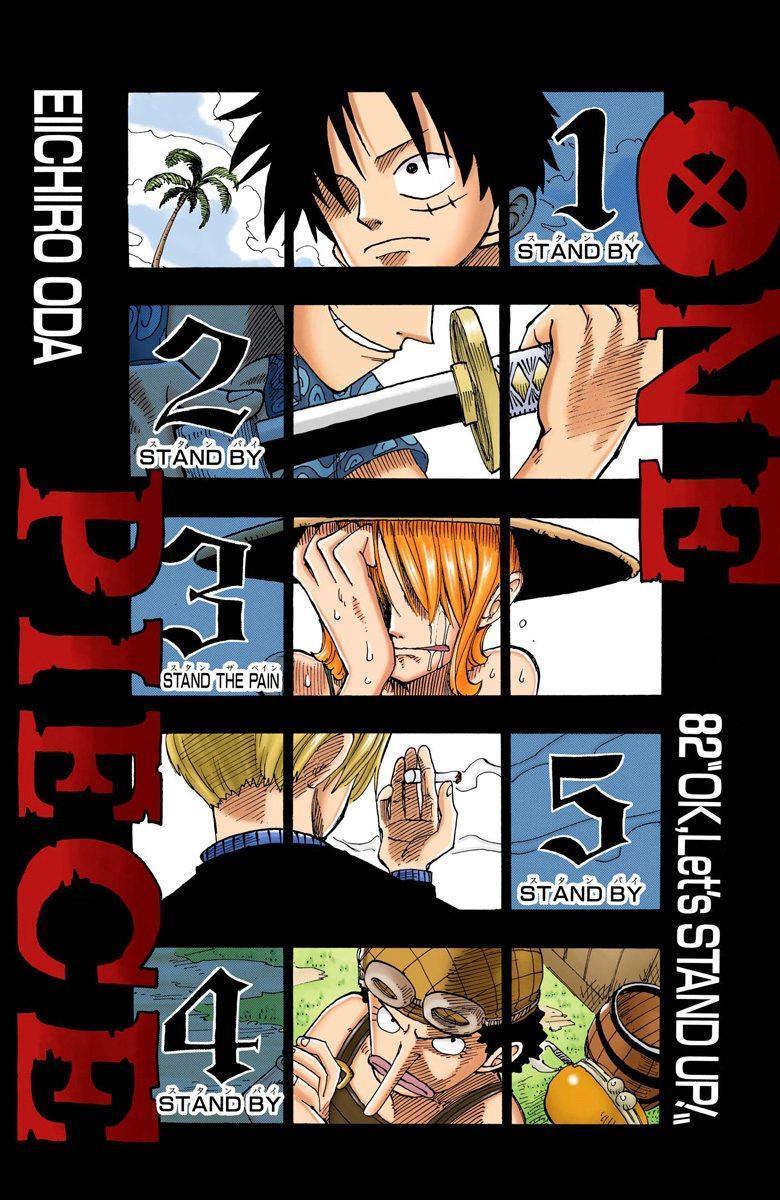 ONE
PIECE
EIICHIRO ODA
1
スタンバイ
STAND BY
2
スタンバイ
STAND BY
3
スタンザペイン
STAND THE PAIN
5
スタンバイ
STAND BY
4
スタンバイ
STAND BY
82"OK, Let's STAND UP!"